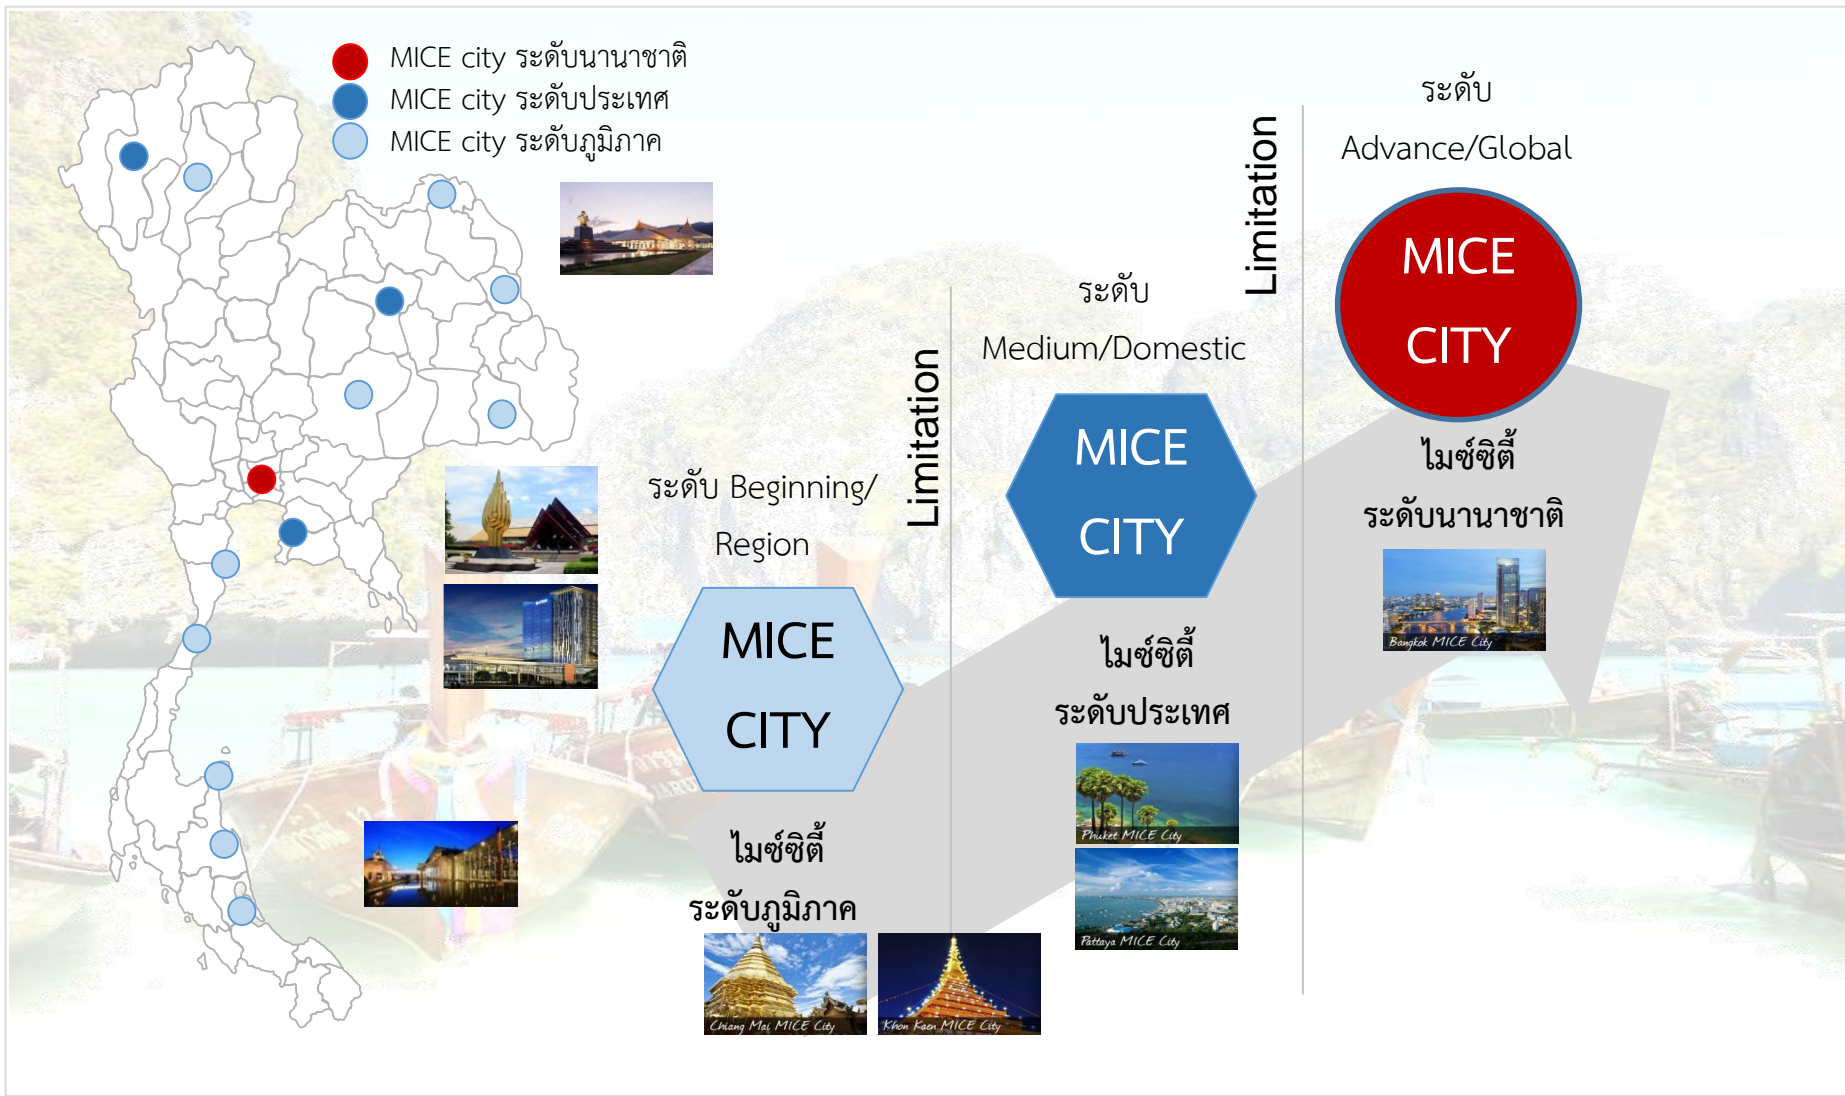 MICE city ระดับนานาชาติ
MICE city ระดับประเทศ
MICE city ระดับภูมิภาค
ระดับ Beginning/
Region
MICE
CITY
ไมซ์ซิตี้
ระดับภูมิภาค
Chiang Mai MICE City
Khon Kaen MICE City
Limitation
ระดับ
Medium/Domestic
MICE
CITY
ไมซ์ซิตี้
ระดับประเทศ
Phuket MICE City
Pattaya MICE City
Limitation
ระดับ
Advance/Global
MICE
CITY
ไมซ์ซิตี้
ระดับนานาชาติ
Bangkok MICE City